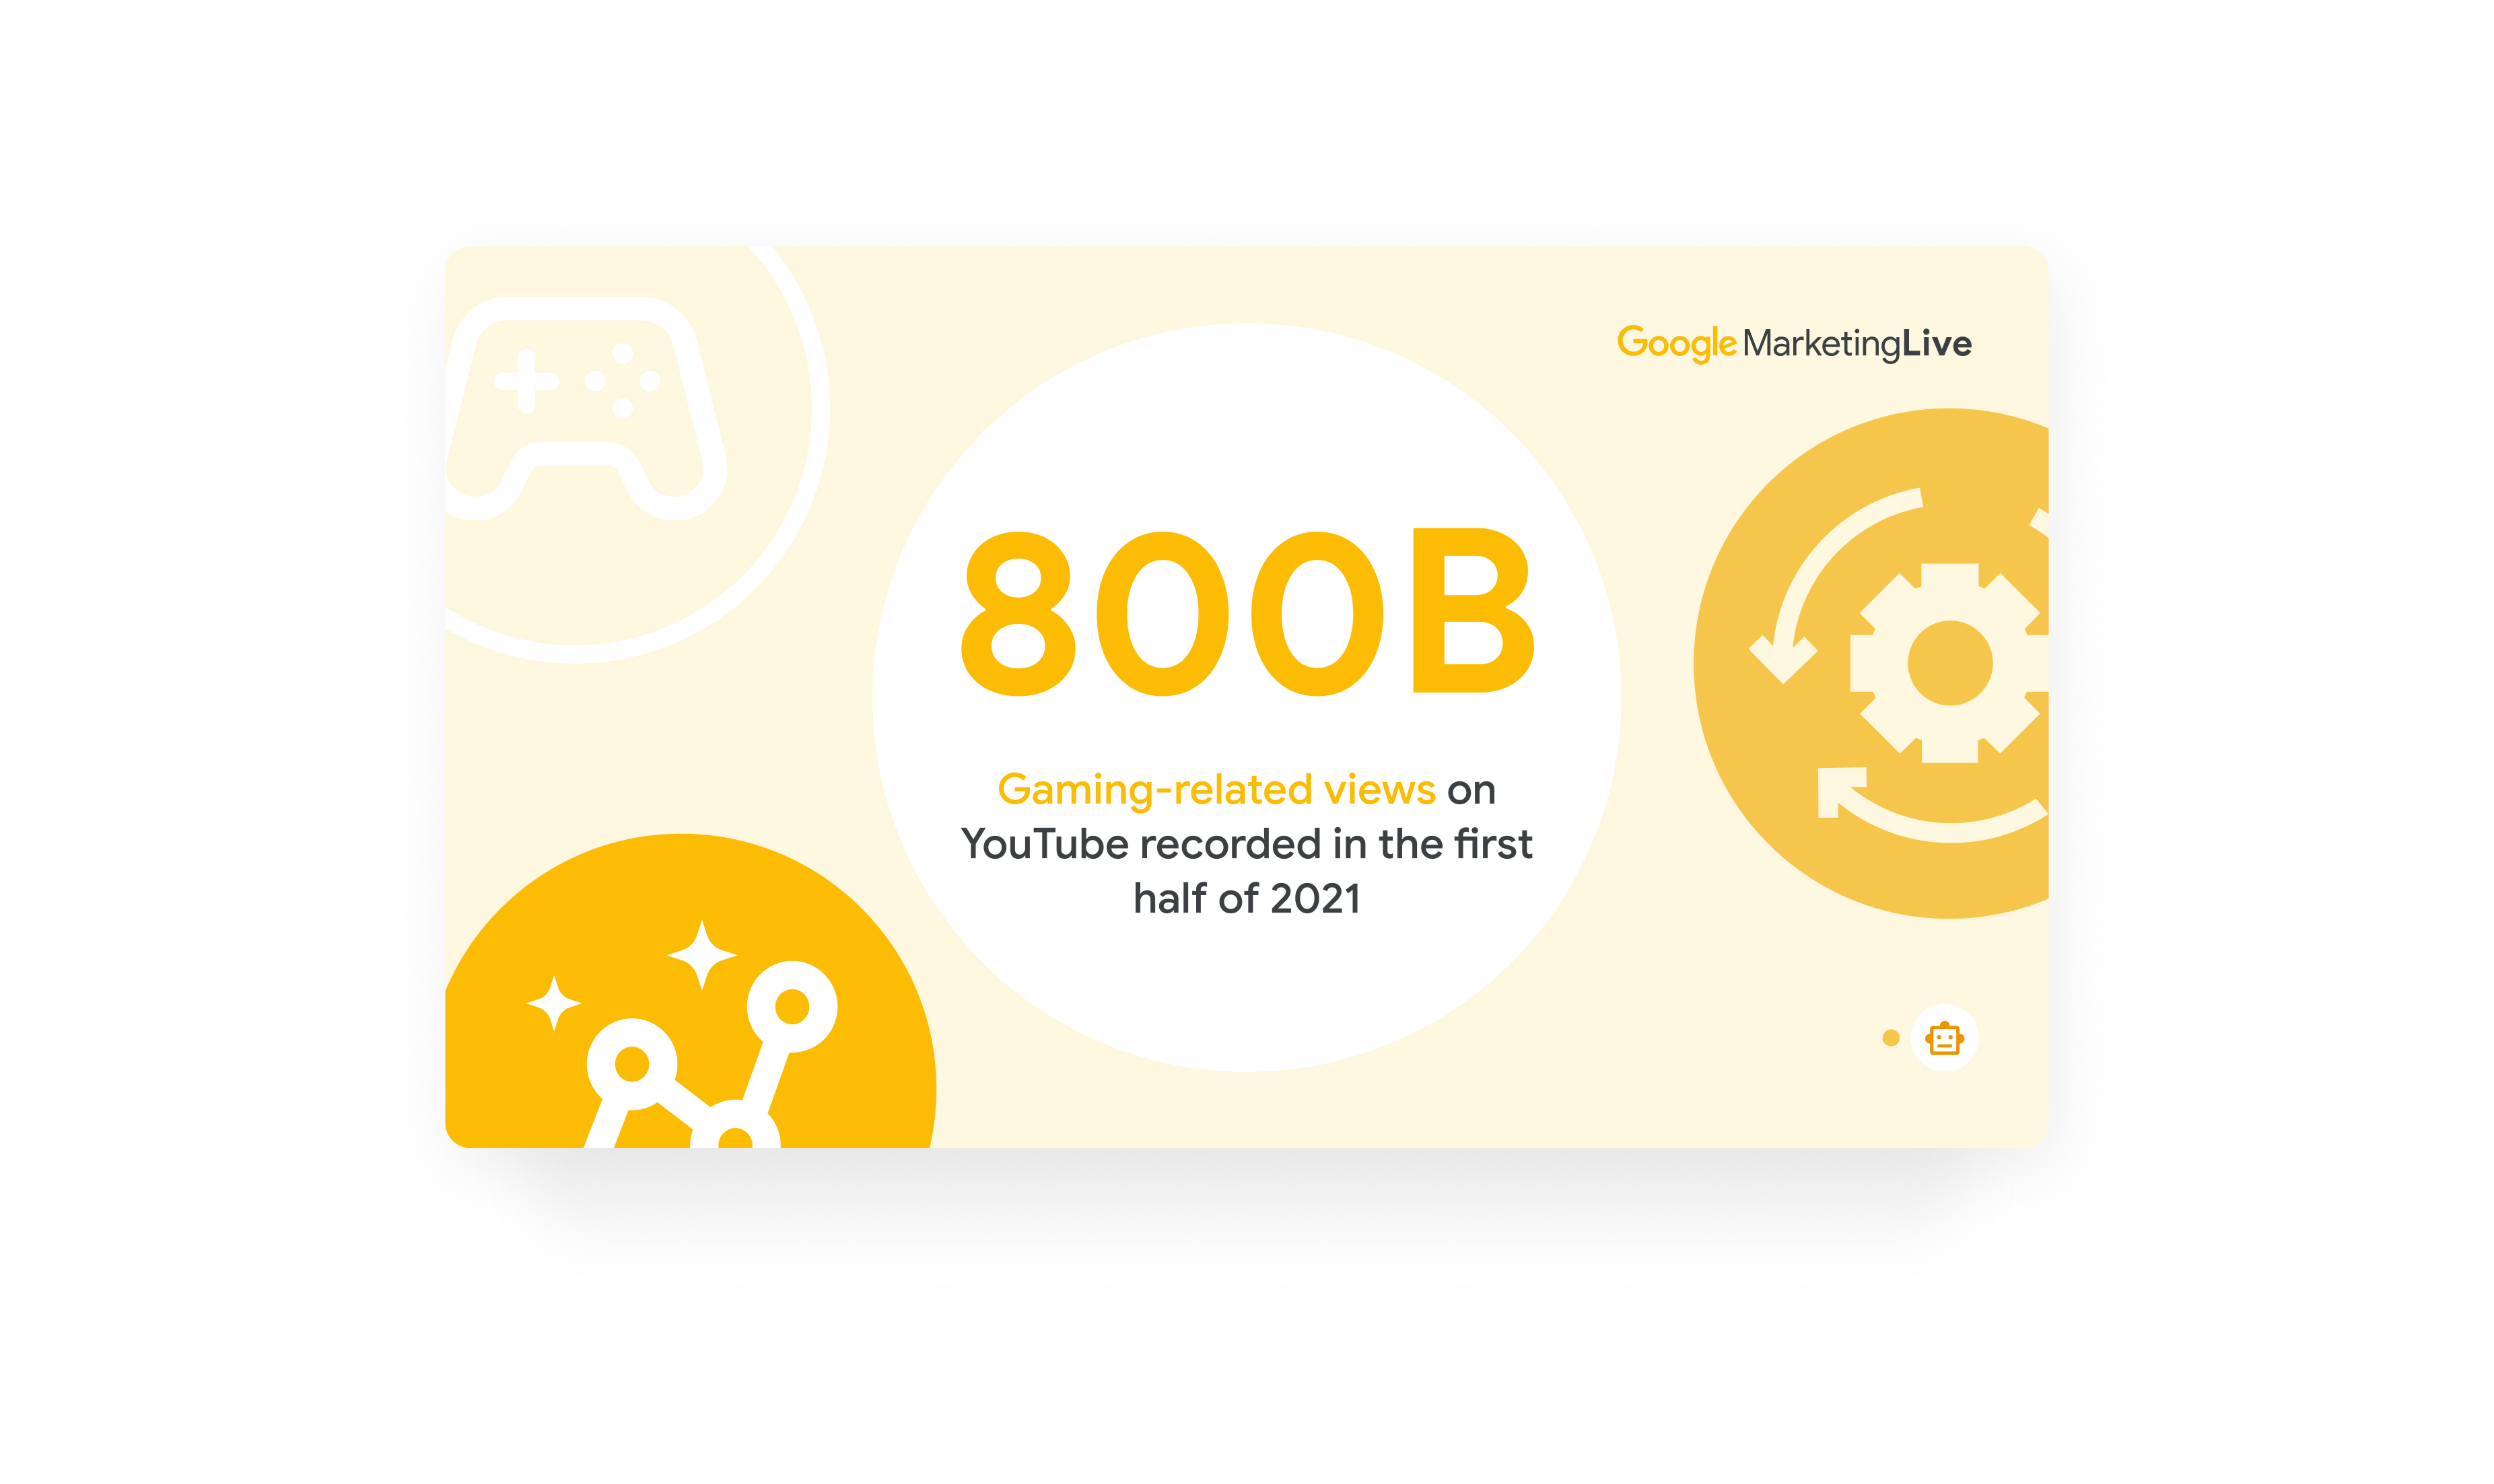 Google Marketing Live
800B
Gaming-related views on
YouTube recorded in the first
half of 2021